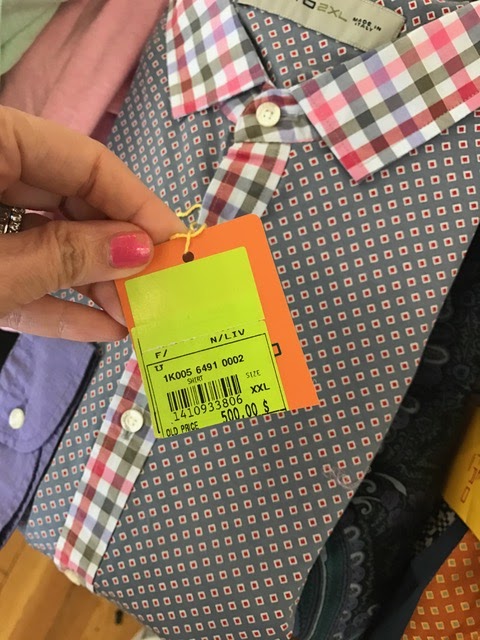 2XL
MADE IN
ITALY
F/ N/LIV
U
1K005 6491 0002
SHIRT SIZE
XXL
1410933806
OLD PRICE 500.00 $